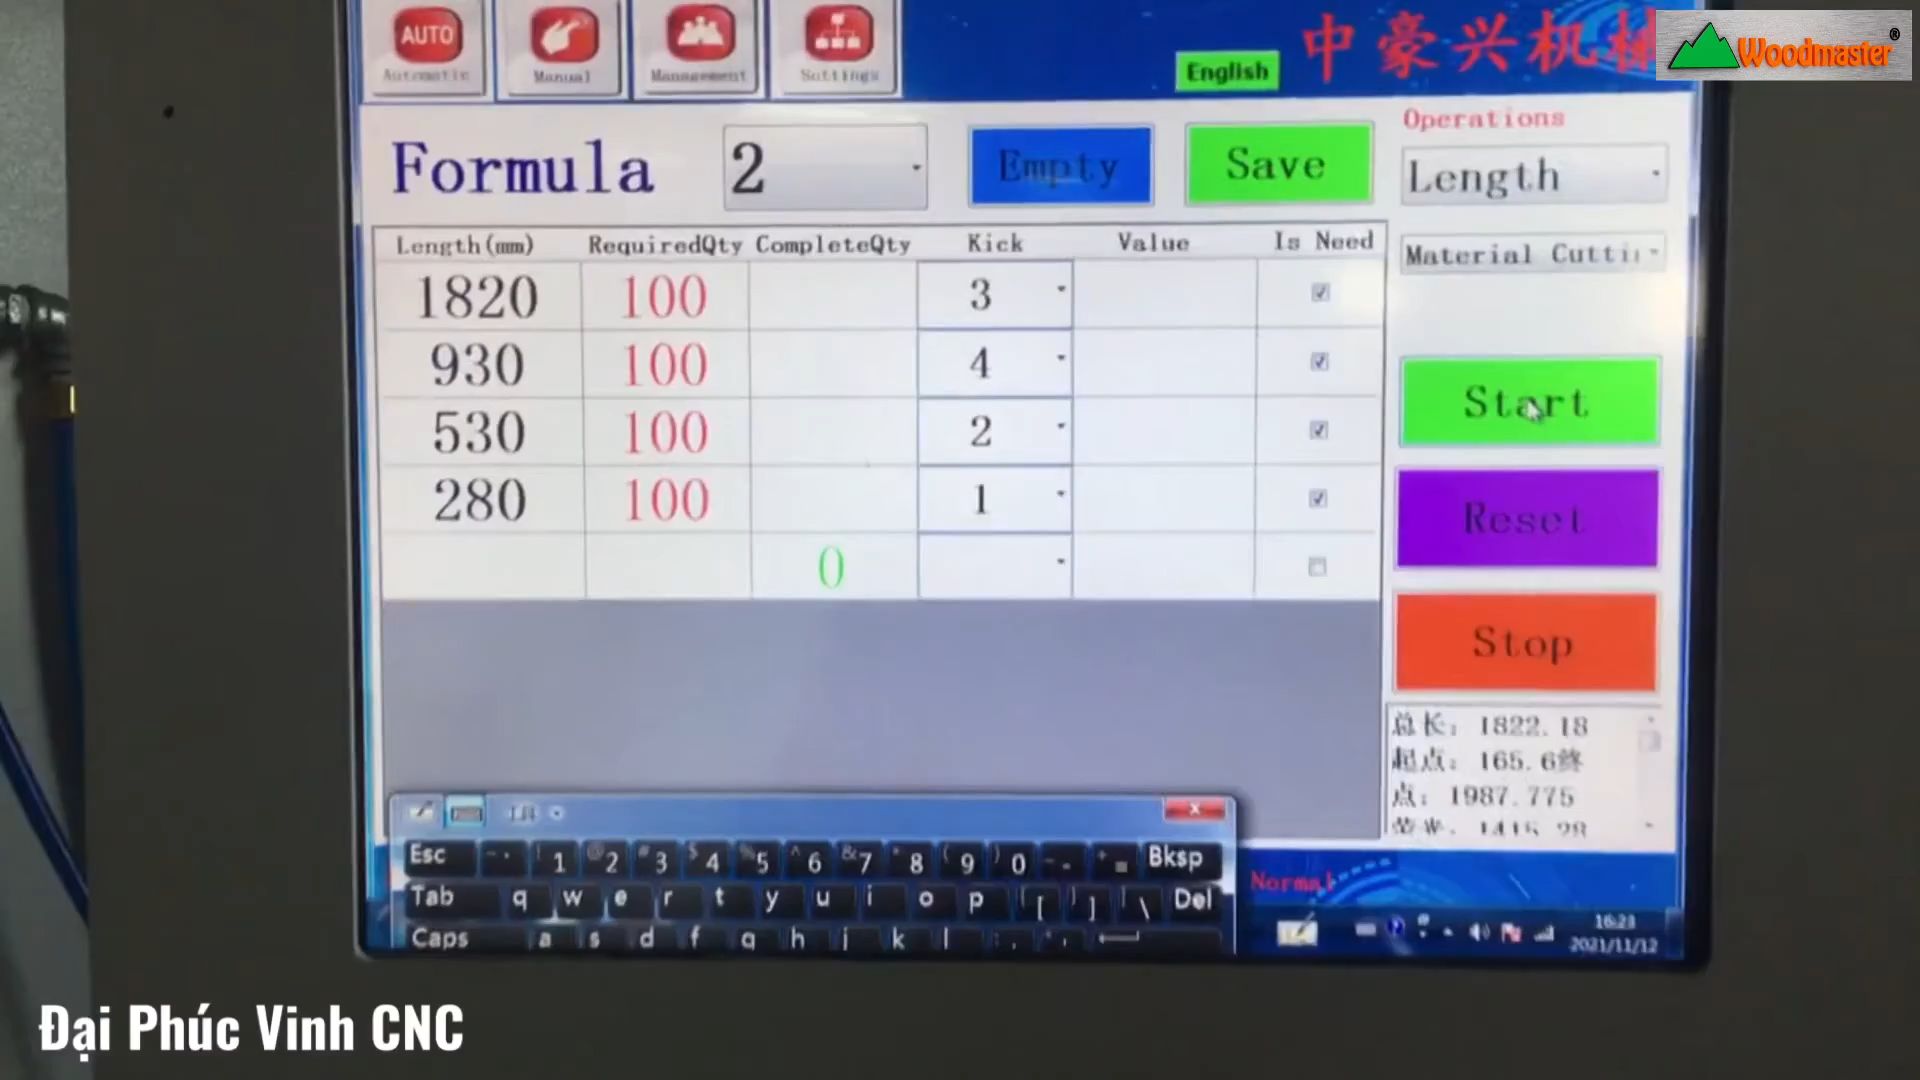 AUTO
Automatic Manual Management Settings
English
中豪兴机械
Woodmaster®
Formula 2 Empty Save
Operations
Length
Material Cutti
Length(mm) RequiredQty CompleteQty Kick Value Is Need
1820 100 3
930 100 4
530 100 2
280 100 1
0
Start
Reset
Stop
总长: 1822.18
起点: 165.6终
点: 1987.775
Normal
Esc 1 2 3 4 5 6 7 8 9 0 - = Bksp
Tab q w e r t y u i o p [ ] \ Del
Caps a s d f g h j k l
16:23
2021/11/12
Đại Phúc Vinh CNC